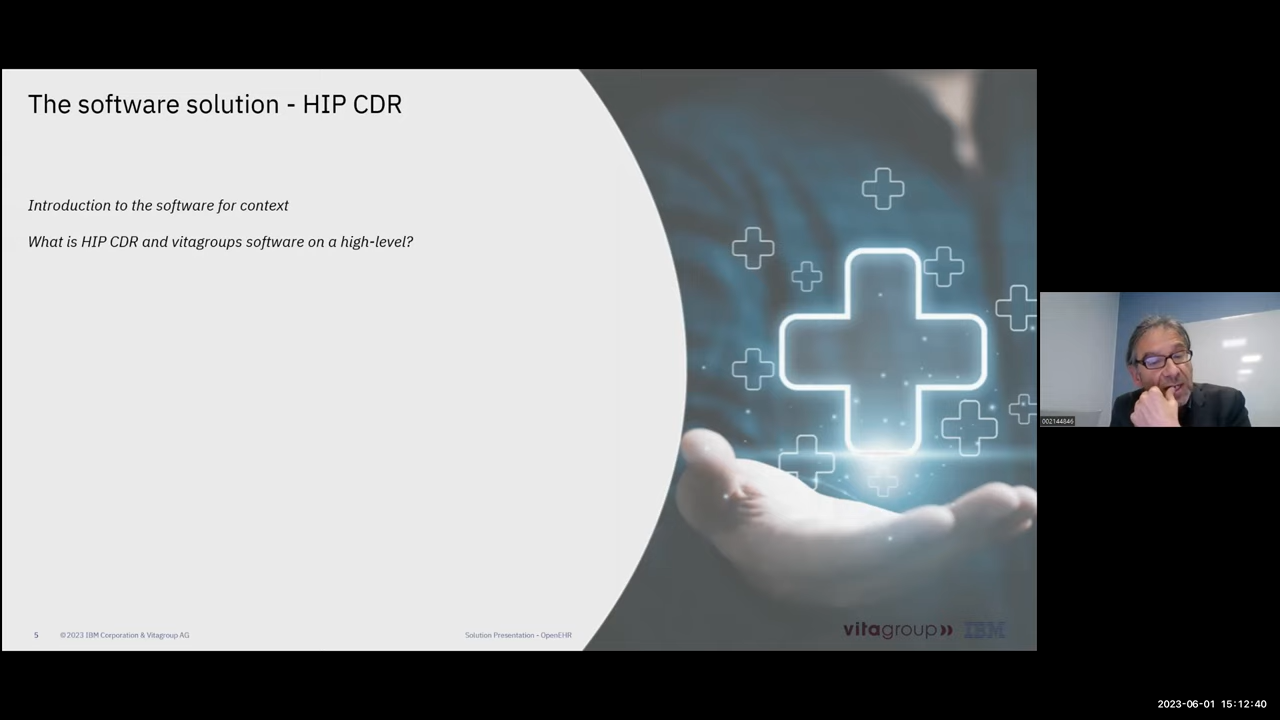 The software solution - HIP CDR
Introduction to the software for context
What is HIP CDR and vitagroups software on a high-level?
5
©2023 IBM Corporation & Vitagroup AG
Solution Presentation - OpenEHR
vitagroup
IBM
002144846
2023-06-01 15:12:40